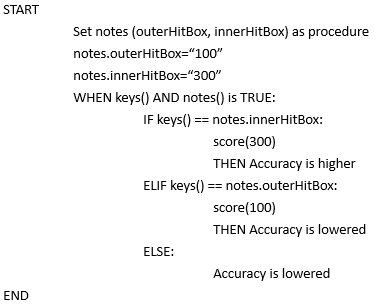 START
Set notes (outerHitBox, innerHitBox) as procedure
notes.outerHitBox=“100”
notes.innerHitBox=“300”
WHEN keys() AND notes() is TRUE:
IF keys() == notes.innerHitBox:
score(300)
THEN Accuracy is higher
ELIF keys() == notes.outerHitBox:
score(100)
THEN Accuracy is lowered
ELSE:
Accuracy is lowered
END